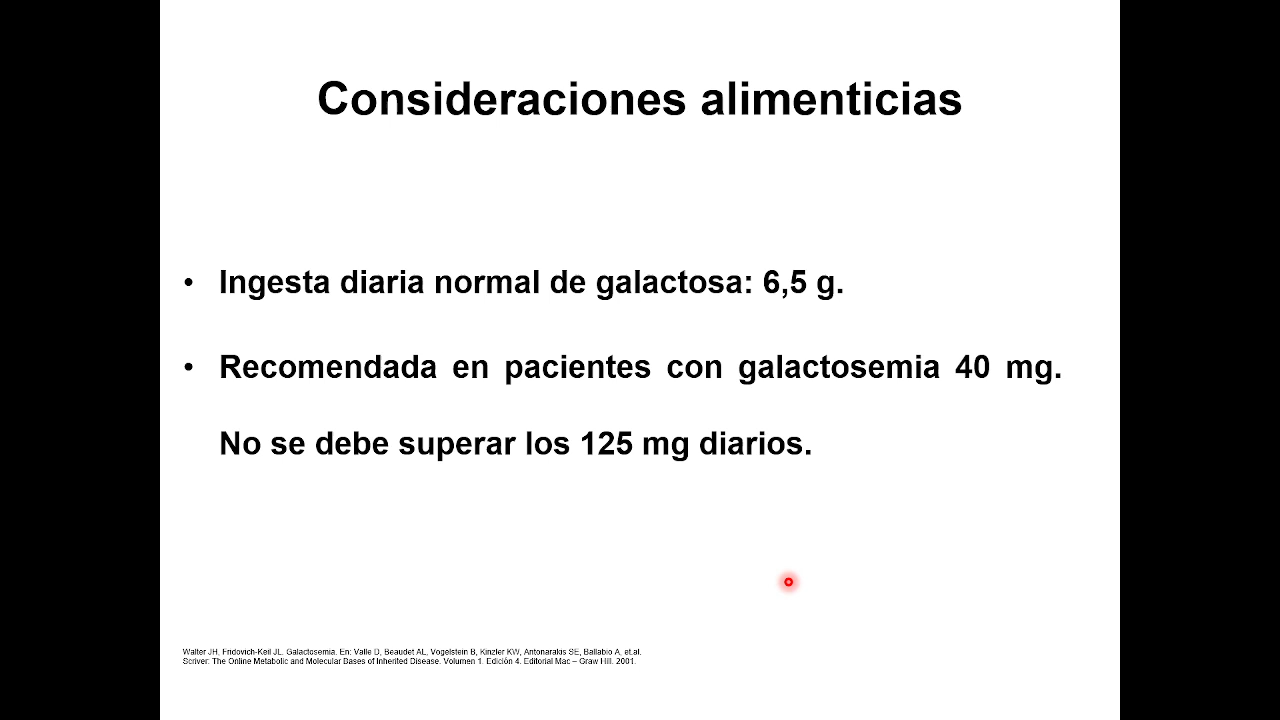 Consideraciones alimenticias
• Ingesta diaria normal de galactosa: 6,5 g.
• Recomendada en pacientes con galactosemia 40 mg.
No se debe superar los 125 mg diarios.
Walter JH, Fridovich-Keil JL. Galactosemia. En: Valle D, Beaudet AL, Vogelstein B, Kinzler KW, Antonarakis SE, Ballabio A, et.al.
Scriver: The Online Metabolic and Molecular Bases of Inherited Disease. Volumen 1. Edición 4. Editorial Mac – Graw Hill. 2001.